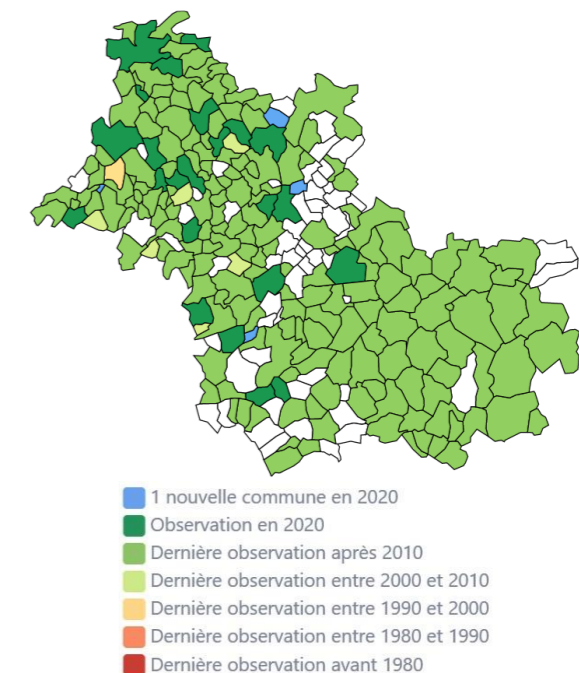 1 nouvelle commune en 2020
Observation en 2020
Dernière observation après 2010
Dernière observation entre 2000 et 2010
Dernière observation entre 1990 et 2000
Dernière observation entre 1980 et 1990
Dernière observation avant 1980